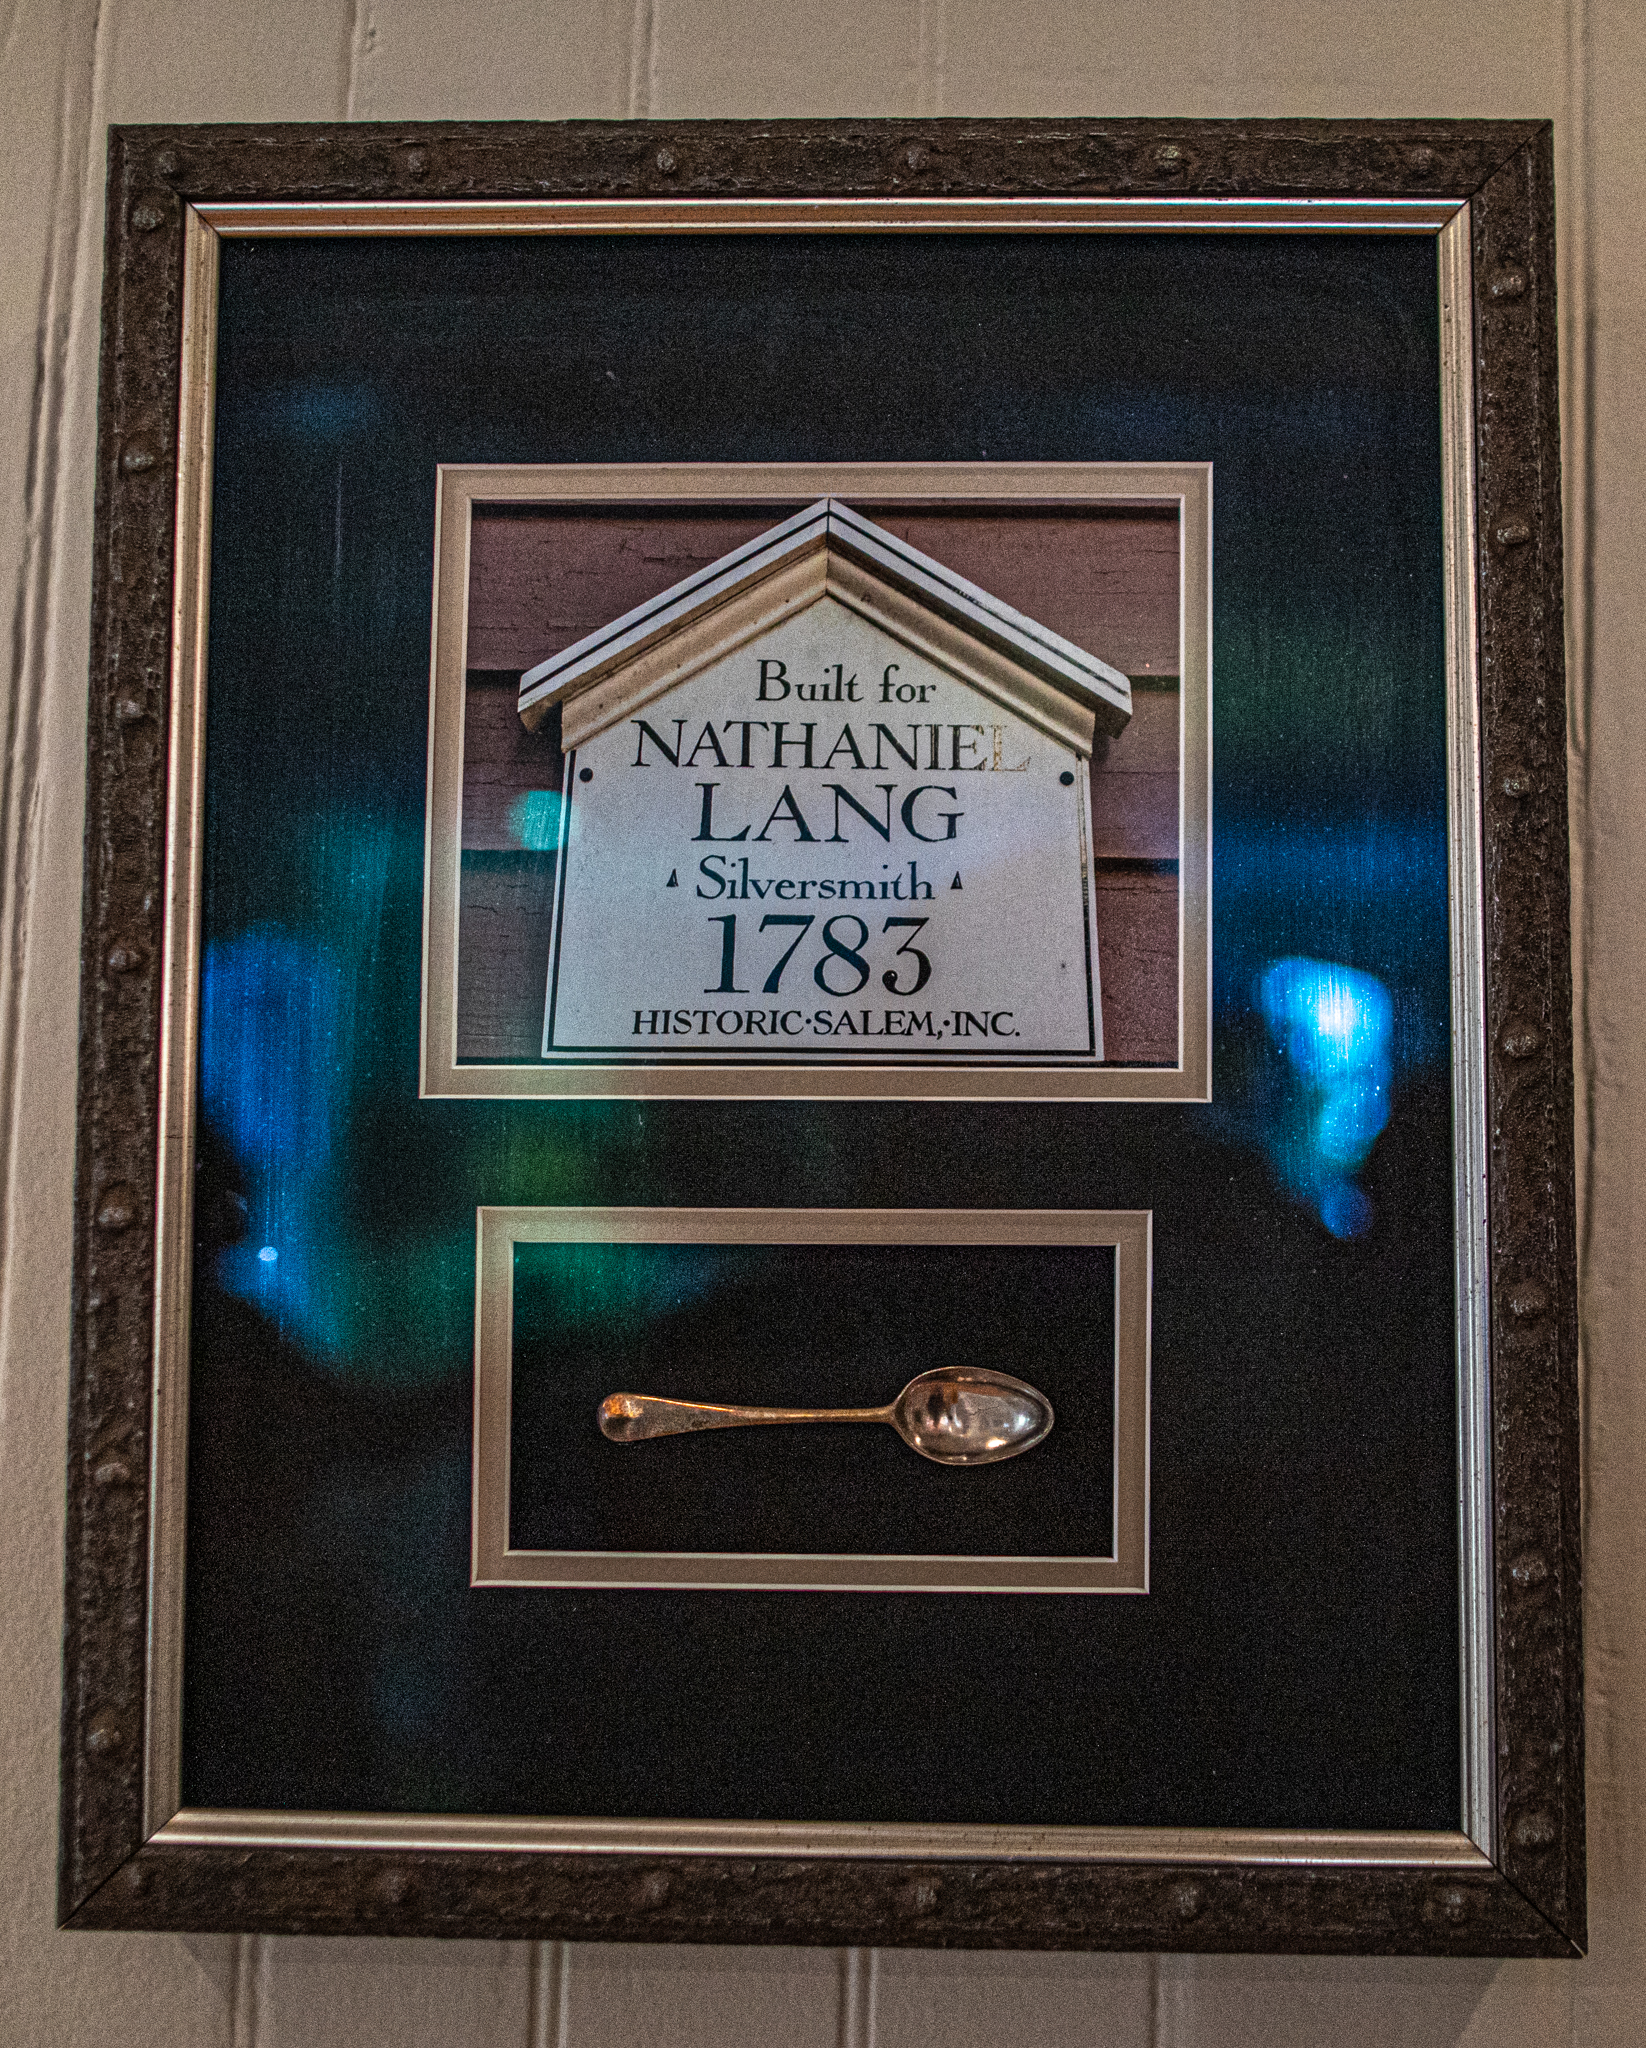 Built for
NATHANIEL
LANG
Silversmith
1783
HISTORIC·SALEM,·INC.